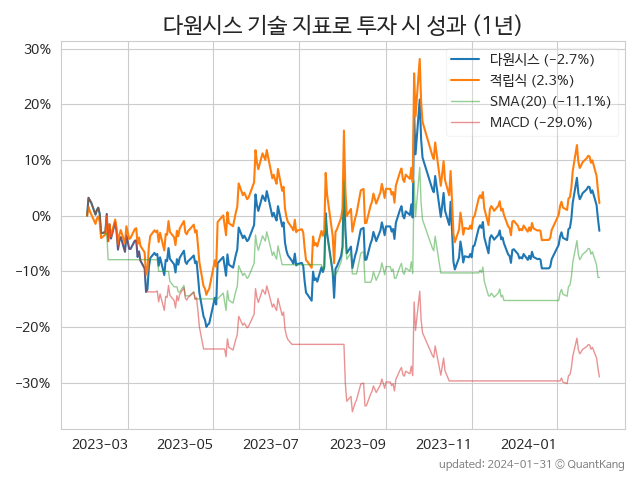 다원시스 기술 지표로 투자 시 성과 (1년)
30%
20%
10%
0%
−10%
−20%
−30%
다원시스 (−2.7%)
적립식 (2.3%)
SMA(20) (−11.1%)
MACD (−29.0%)
2023-03
2023-05
2023-07
2023-09
2023-11
2024-01
updated: 2024-01-31 © QuantKang